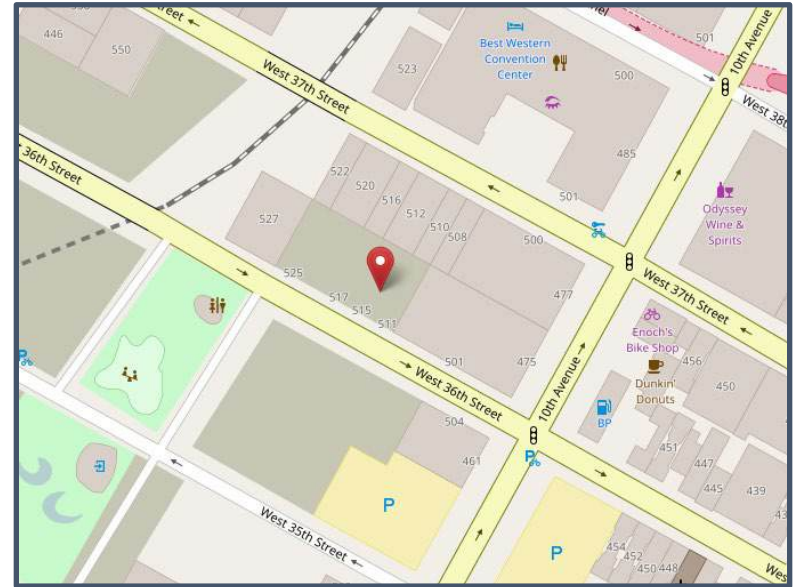 446
550
Street
West 37th Street
523
Best Western
Convention
Center
500
501
10th Avenue
West 38th
485
501
Odyssey
Wine &
Spirits
36th Street
522
520
516
512
510
508
500
527
525
517
515
511
477
West 37th Street
Enoch's
Bike Shop
456
450
Dunkin'
Donuts
BP
501
475
10th Avenue
West 36th Street
504
461
P
451
447
445
439
P
West 35th Street
P
454
452
450
448